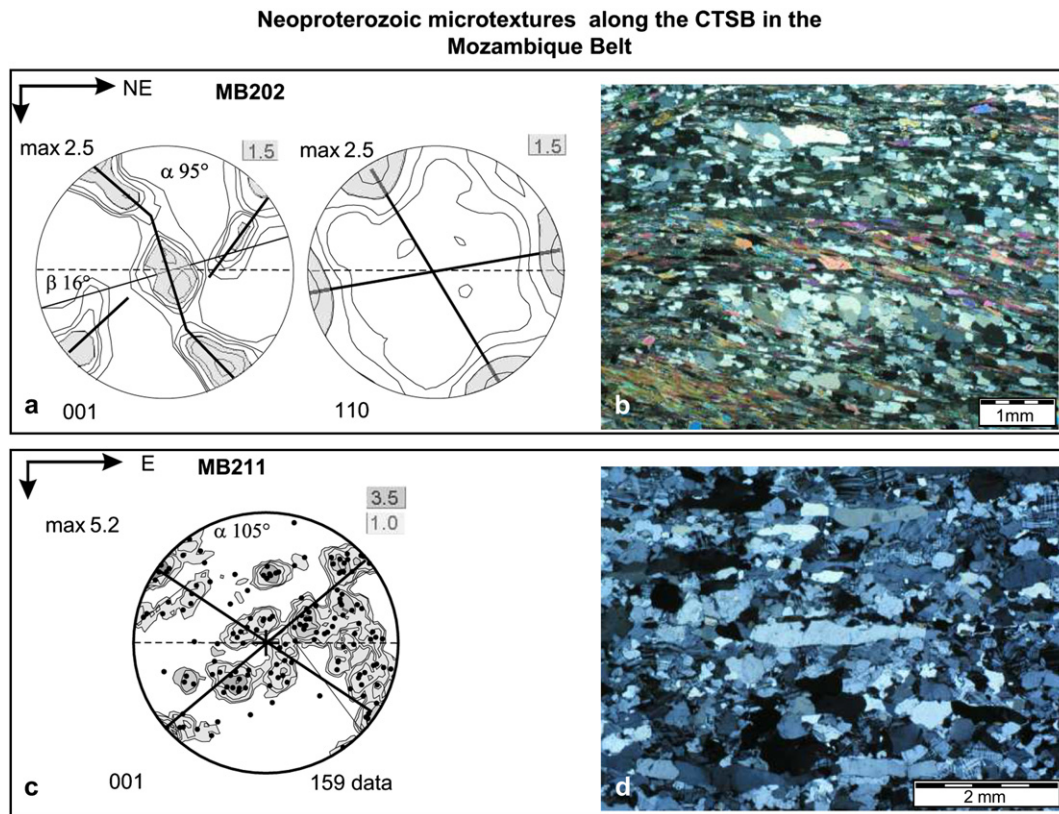 Neoproterozoic microtextures along the CTSB in the
Mozambique Belt
NE
MB202
max 2.5
α 95°
1.5
max 2.5
1.5
β 16°
a
001
110
b
1mm
E
MB211
max 5.2
α 105°
3.5
1.0
c
001
159 data
d
2 mm